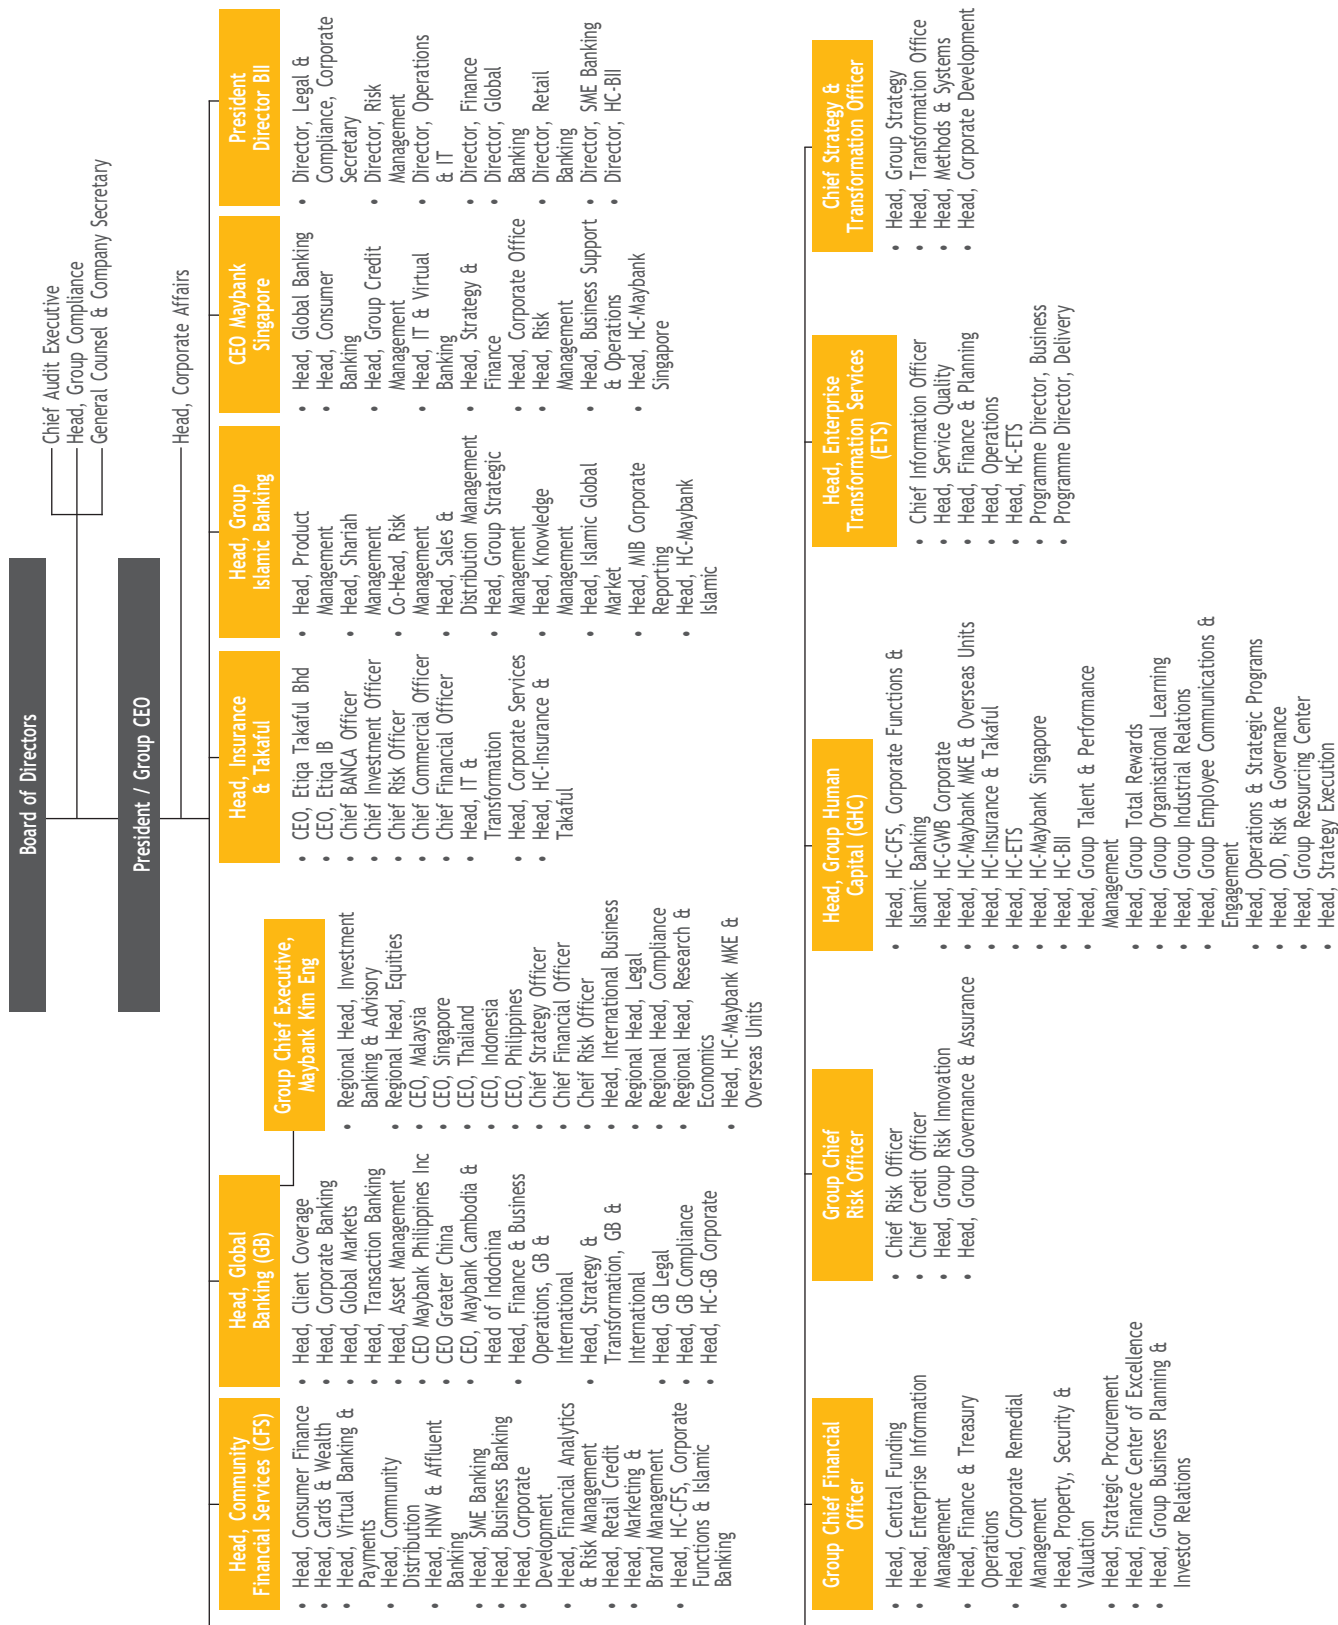 Board of Directors
Chief Audit Executive
Head, Group Compliance
General Counsel & Company Secretary
President / Group CEO
Head, Corporate Affairs
Head, Community
Financial Services (CFS)
• Head, Consumer Finance
• Head, Cards & Wealth
• Head, Virtual Banking &
Payments
• Head, Community
Distribution
• Head, HNW & Affluent
Banking
• Head, SME Banking
• Head, Business Banking
• Head, Corporate
Development
• Head, Financial Analytics
& Risk Management
• Head, Retail Credit
• Head, Marketing &
Brand Management
• Head, HC-CFS, Corporate
Functions & Islamic
Banking
Head, Global
Banking (GB)
• Head, Client Coverage
• Head, Corporate Banking
• Head, Global Markets
• Head, Transaction Banking
• Head, Asset Management
• CEO Maybank Philippines Inc
• CEO Greater China
• CEO, Maybank Cambodia &
Head of Indochina
• Head, Finance & Business
Operations, GB &
International
• Head, Strategy &
Transformation, GB &
International
• Head, GB Legal
• Head, GB Compliance
• Head, HC-GB Corporate
Group Chief Executive,
Maybank Kim Eng
• Regional Head, Investment
Banking & Advisory
• Regional Head, Equities
• CEO, Malaysia
• CEO, Singapore
• CEO, Thailand
• CEO, Indonesia
• CEO, Philippines
• Chief Strategy Officer
• Chief Financial Officer
• Cheif Risk Officer
• Head, International Business
• Regional Head, Legal
• Regional Head, Compliance
• Regional Head, Research &
Economics
• Head, HC-Maybank MKE &
Overseas Units
Head, Insurance
& Takaful
• CEO, Etiqa Takaful Bhd
• CEO, Etiqa IB
• Chief BANCA Officer
• Chief Investment Officer
• Chief Risk Officer
• Chief Commercial Officer
• Chief Financial Officer
• Head, IT &
Transformation
• Head, Corporate Services
• Head, HC-Insurance &
Takaful
Head, Group
Islamic Banking
• Head, Product
Management
• Head, Shariah
Management
• Co-Head, Risk
Management
• Head, Sales &
Distribution Management
• Head, Group Strategic
Management
• Head, Knowledge
Management
• Head, Islamic Global
Market
• Head, MIB Corporate
Reporting
• Head, HC-Maybank
Islamic
CEO Maybank
Singapore
• Head, Global Banking
• Head, Consumer
Banking
• Head, Group Credit
Management
• Head, IT & Virtual
Banking
• Head, Strategy &
Finance
• Head, Corporate Office
• Head, Risk
Management
• Head, Business Support
& Operations
• Head, HC-Maybank
Singapore
President
Director BII
• Director, Legal &
Compliance, Corporate
Secretary
• Director, Risk
Management
• Director, Operations
& IT
• Director, Finance
• Director, Global
Banking
• Director, Retail
Banking
• Director, SME Banking
• Director, HC-BII
Group Chief Financial
Officer
• Head, Central Funding
• Head, Enterprise Information
Management
• Head, Finance & Treasury
Operations
• Head, Corporate Remedial
Management
• Head, Property, Security &
Valuation
• Head, Strategic Procurement
• Head, Finance Center of Excellence
• Head, Group Business Planning &
Investor Relations
Group Chief
Risk Officer
• Chief Risk Officer
• Chief Credit Officer
• Head, Group Risk Innovation
• Head, Group Governance & Assurance
Head, Group Human
Capital (GHC)
• Head, HC-CFS, Corporate Functions &
Islamic Banking
• Head, HC-GWB Corporate
• Head, HC-Maybank MKE & Overseas Units
• Head, HC-Insurance & Takaful
• Head, HC-ETS
• Head, HC-Maybank Singapore
• Head, HC-BII
• Head, Group Talent & Performance
Management
• Head, Group Total Rewards
• Head, Group Organisational Learning
• Head, Group Industrial Relations
• Head, Group Employee Communications &
Engagement
• Head, Operations & Strategic Programs
• Head, OD, Risk & Governance
• Head, Group Resourcing Center
• Head, Strategy Execution
Head, Enterprise
Transformation Services
(ETS)
• Chief Information Officer
• Head, Service Quality
• Head, Finance & Planning
• Head, Operations
• Head, HC-ETS
• Programme Director, Business
• Programme Director, Delivery
Chief Strategy &
Transformation Officer
• Head, Group Strategy
• Head, Transformation Office
• Head, Methods & Systems
• Head, Corporate Development